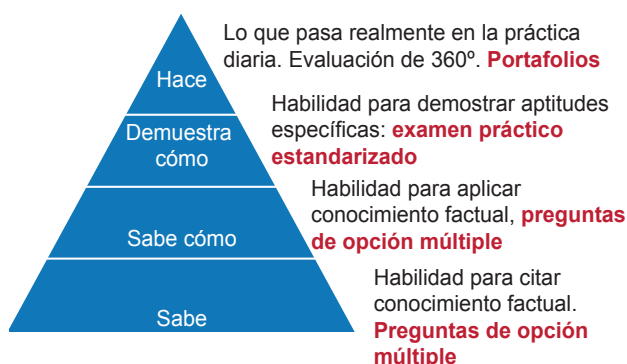 Lo que pasa realmente en la práctica
diaria. Evaluación de 360º. Portafolios
Hace
Habilidad para demostrar aptitudes
específicas: examen práctico
estandarizado
Demuestra
cómo
Habilidad para aplicar
conocimiento factual, preguntas
de opción múltiple
Sabe cómo
Habilidad para citar
conocimiento factual.
Preguntas de opción
múltiple
Sabe